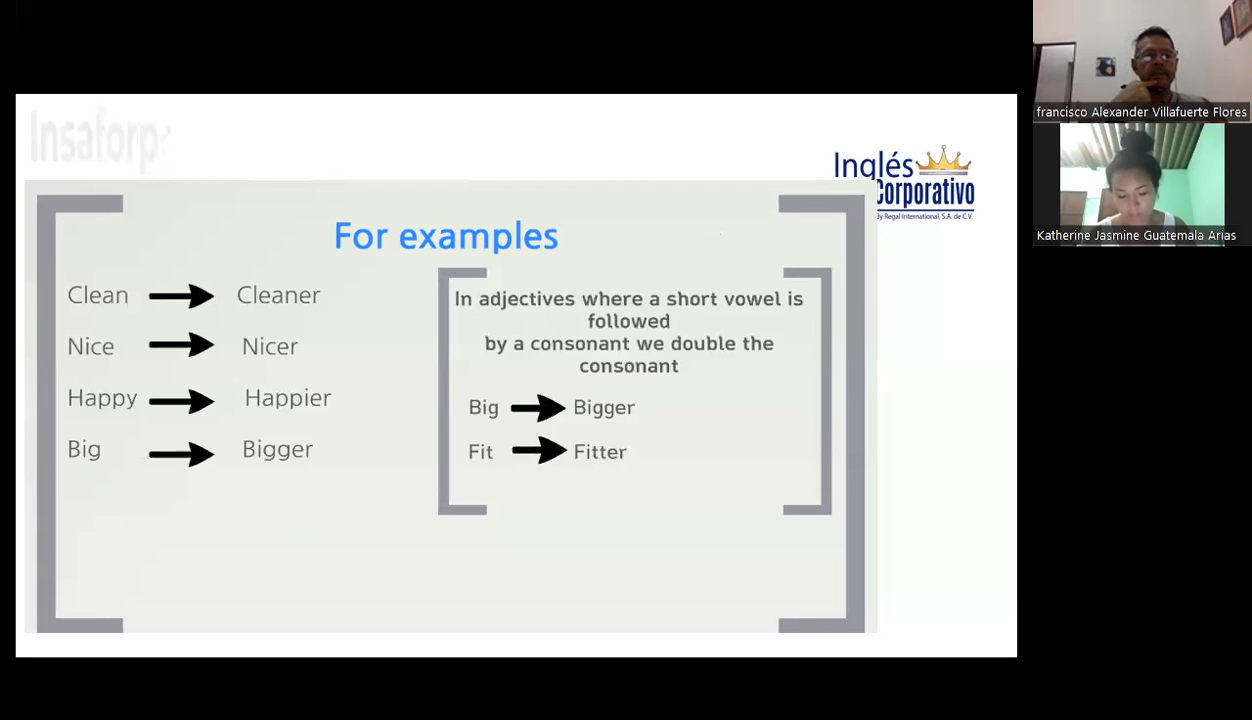 Insaforp
Inglés
Corporativo
By Regal International, S.A. de C.V.
For examples
Clean Cleaner
Nice Nicer
Happy Happier
Big Bigger
In adjectives where a short vowel is
followed
by a consonant we double the
consonant
Big Bigger
Fit Fitter
francisco Alexander Villafuerte Flores
Katherine Jasmine Guatemala Arias